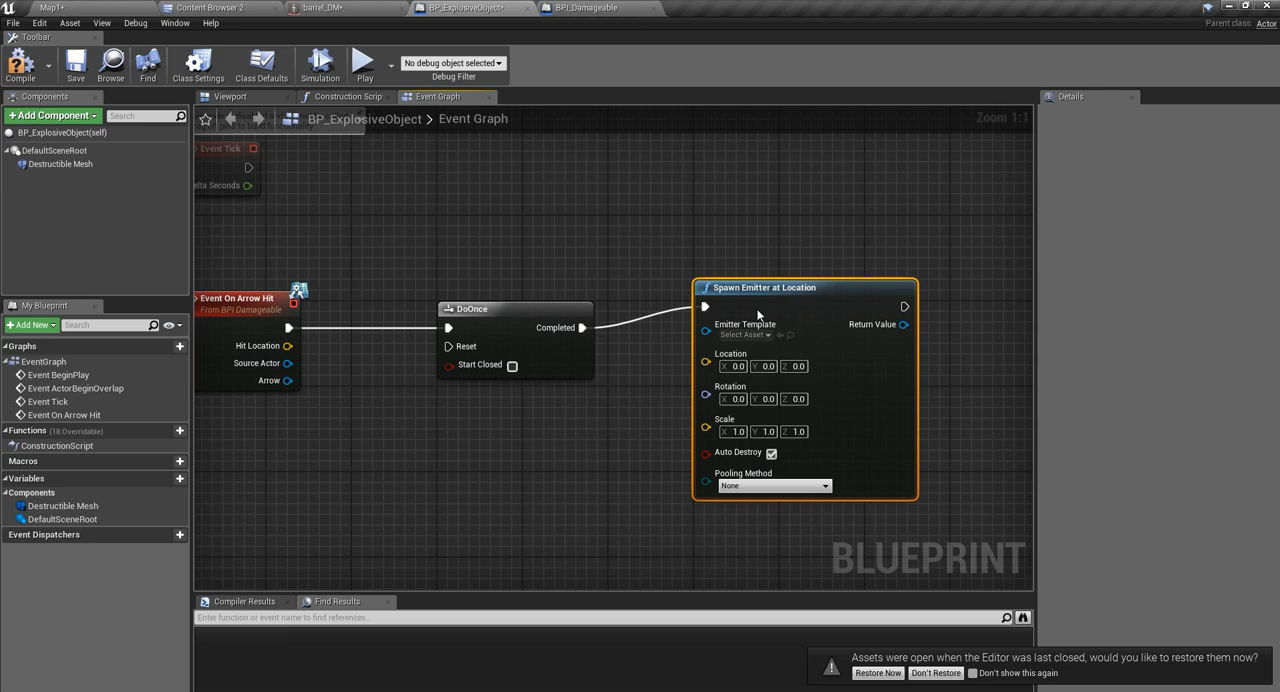 Map1*
Content Browser 2
barrel_DM*
BP_ExplosiveObject*
BPI_Damageable
File Edit Asset View Debug Window Help
Parent class: Actor
Toolbar
Compile Save Browse Find Class Settings Class Defaults Simulation Play
No debug object selected
Debug Filter
Components
+ Add Component
Search
BP_ExplosiveObject(self)
DefaultSceneRoot
Destructible Mesh
Viewport
Construction Scrip
Event Graph
Details
BP_ExplosiveObject > Event Graph
Zoom 1:1
Event Tick
elta Seconds
Event On Arrow Hit
From BPI Damageable
Hit Location
Source Actor
Arrow
DoOnce
Completed
Reset
Start Closed
Spawn Emitter at Location
Emitter Template
Select Asset
Return Value
Location
X 0.0 Y 0.0 Z 0.0
Rotation
X 0.0 Y 0.0 Z 0.0
Scale
X 1.0 Y 1.0 Z 1.0
Auto Destroy
Pooling Method
None
BLUEPRINT
My Blueprint
+ Add New
Search
Graphs
EventGraph
Event BeginPlay
Event ActorBeginOverlap
Event Tick
Event On Arrow Hit
Functions (18 Overridable)
ConstructionScript
Macros
Variables
Components
Destructible Mesh
DefaultSceneRoot
Event Dispatchers
Compiler Results
Find Results
Enter function or event name to find references...
Assets were open when the Editor was last closed, would you like to restore them now?
Restore Now Don't Restore Don't show this again